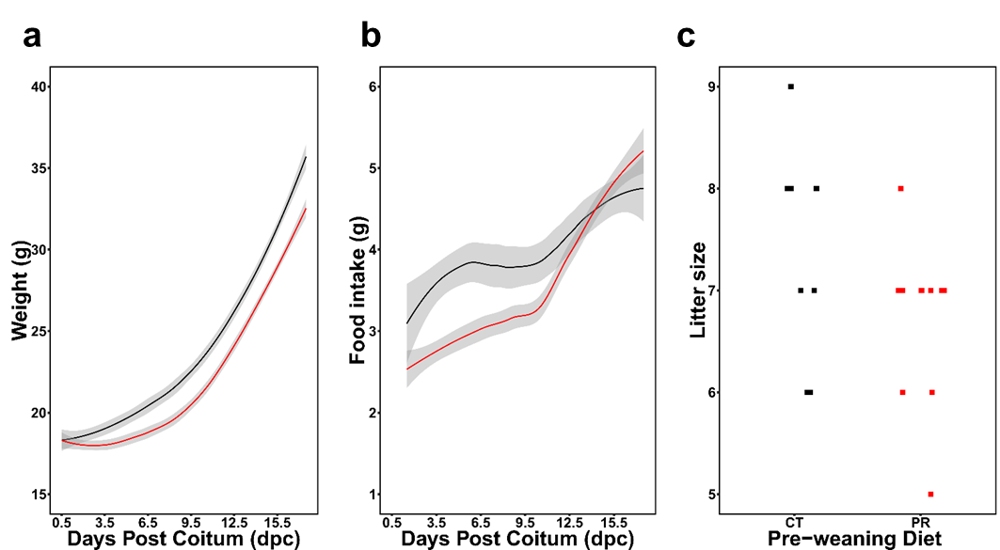 a
b
c
Weight (g)
40
35
30
25
20
15
0.5 3.5 6.5 9.5 12.5 15.5
Days Post Coitum (dpc)
Food intake (g)
6
5
4
3
2
1
0.5 3.5 6.5 9.5 12.5 15.5
Days Post Coitum (dpc)
Litter size
9
8
7
6
5
CT PR
Pre−weaning Diet